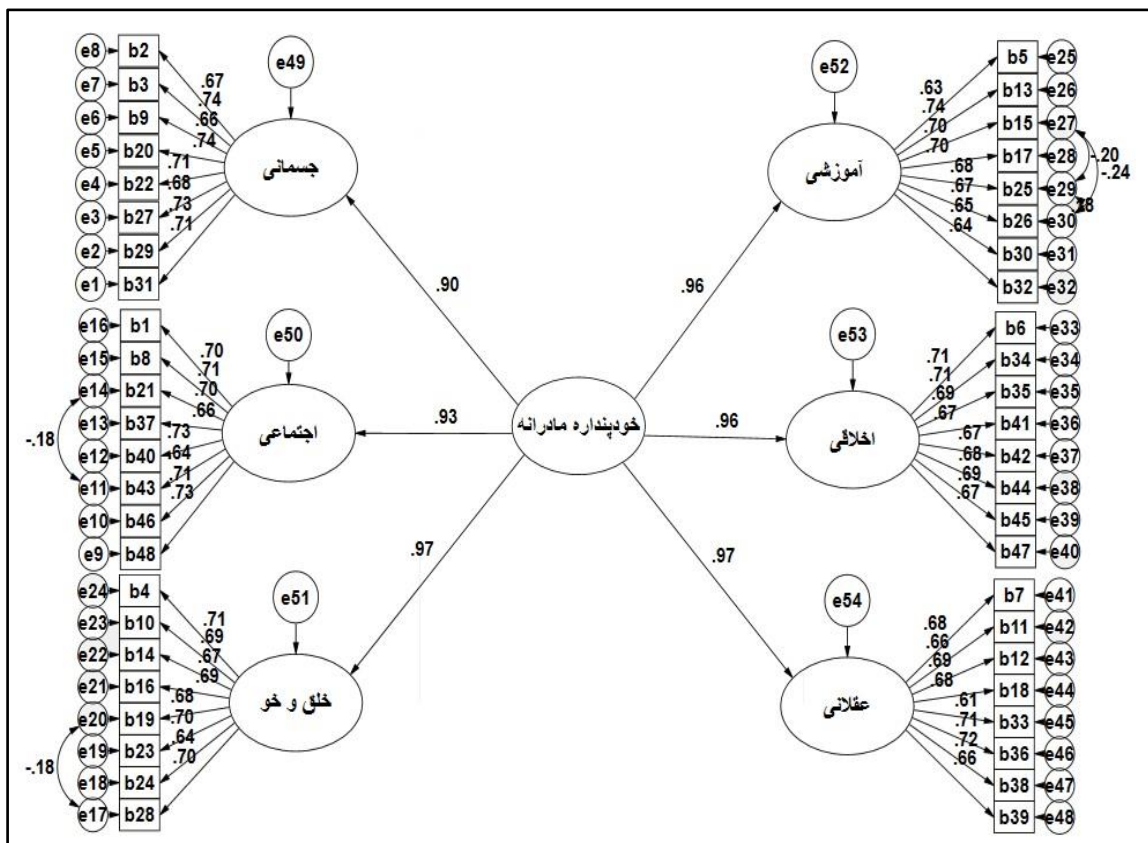 e8 b2
e7 b3
e6 b9
e5 b20
e4 b22
e3 b27
e2 b29
e1 b31
.67
.74
.66
.74
.71
.68
.73
.71
e49
جسمانی
.90
e16 b1
e15 b8
e14 b21
e13 b37
e12 b40
e11 b43
e10 b46
e9 b48
-.18
.70
.71
.70
.66
.73
.64
.71
.73
e50
اجتماعی
.93
e24 b4
e23 b10
e22 b14
e21 b16
e20 b19
e19 b23
e18 b24
e17 b28
-.18
.71
.69
.67
.69
.68
.70
.64
.70
e51
خلق و خو
.97
خودپنداره مادرانه
.96
e52
آموزشی
.63
.74
.70
.70
.68
.67
.65
.64
b5 e25
b13 e26
b15 e27
b17 e28
b25 e29
b26 e30
b30 e31
b32 e32
-.20
-.24
.96
e53
اخلاقی
.71
.71
.69
.67
.67
.68
.69
.67
b6 e33
b34 e34
b35 e35
b41 e36
b42 e37
b44 e38
b45 e39
b47 e40
.97
e54
عقلانی
.68
.66
.69
.68
.61
.71
.72
.66
b7 e41
b11 e42
b12 e43
b18 e44
b33 e45
b36 e46
b38 e47
b39 e48